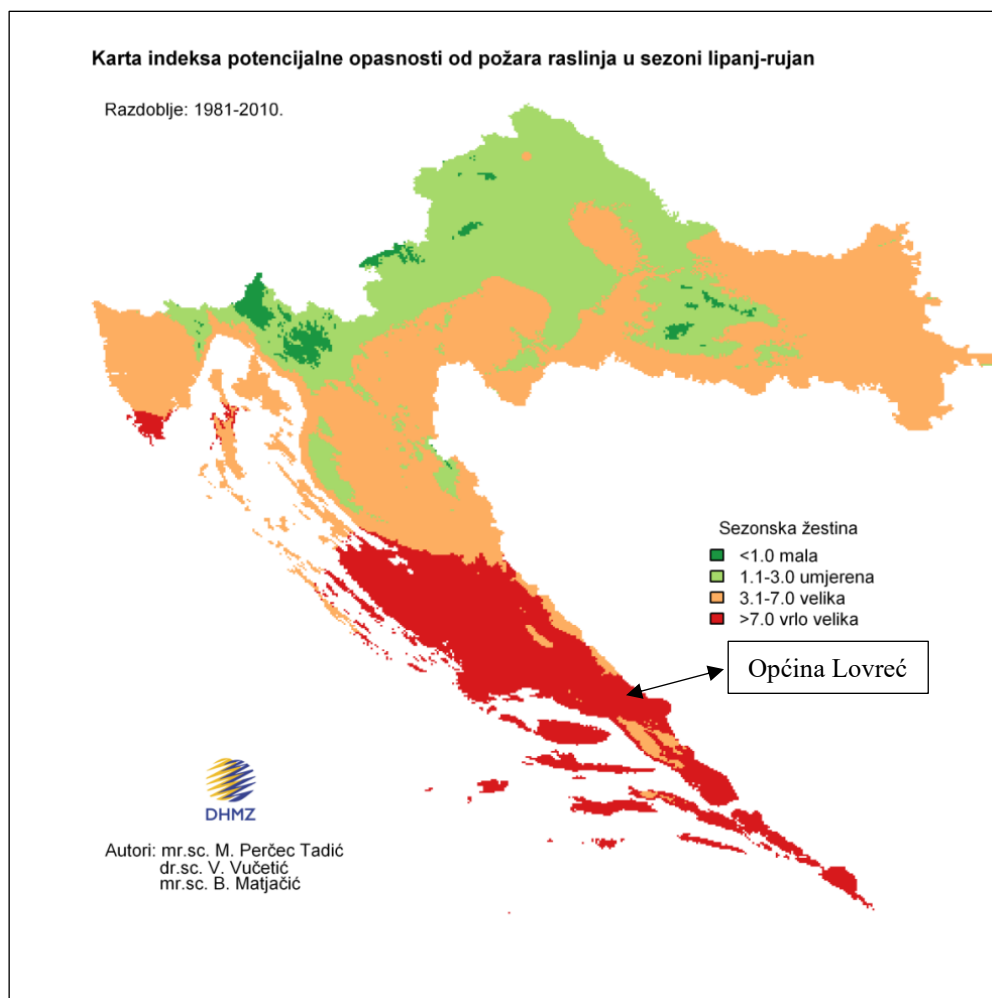 Karta indeksa potencijalne opasnosti od požara raslinja u sezoni lipanj-rujan
Razdoblje: 1981-2010.
Sezonska žestina
<1.0 mala
1.1-3.0 umjerena
3.1-7.0 velika
>7.0 vrlo velika
Općina Lovreć
DHMZ
Autori: mr.sc. M. Perčec Tadić
dr.sc. V. Vučetić
mr.sc. B. Matjačić